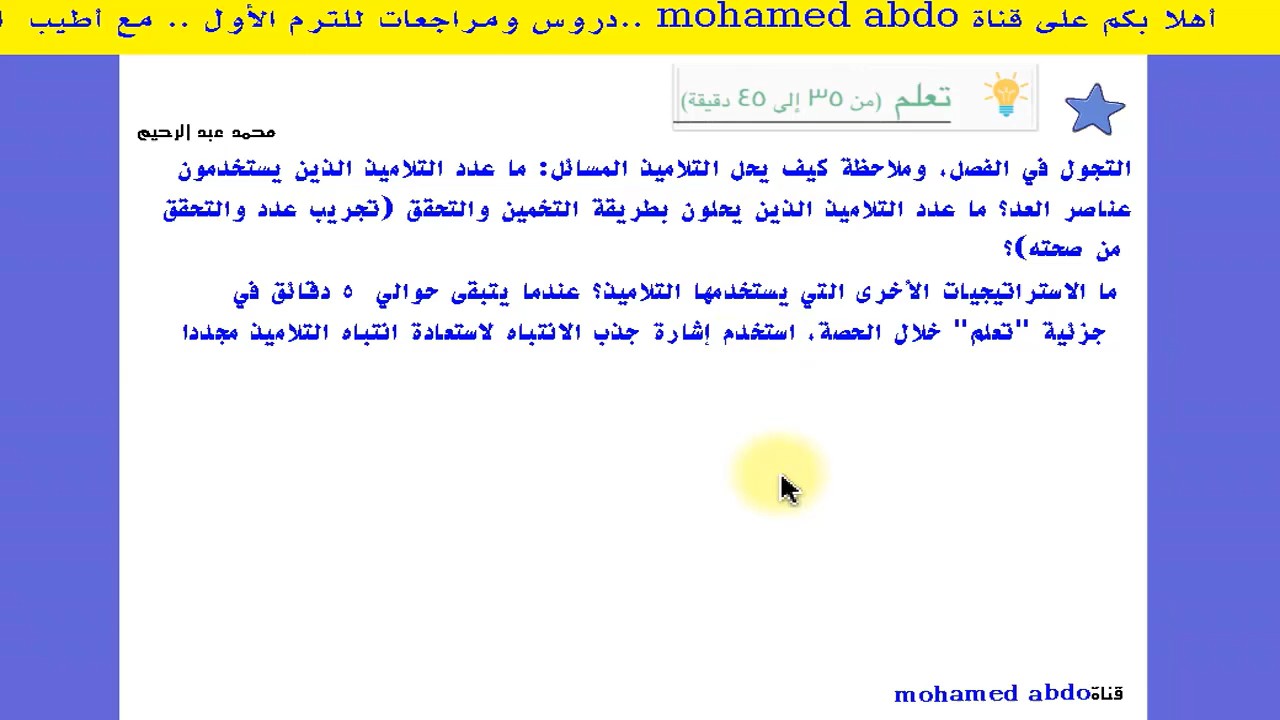 أهلا بكم على قناة mohamed abdo ..دروس ومراجعات للترم الأول .. مع أطيب
تعلم (من ٣٥ إلى ٤٥ دقيقة)
محمد عبد الرحيم
التجول في الفصل، وملاحظة كيف يحل التلاميذ المسائل: ما عدد التلاميذ الذين يستخدمون
عناصر العد؟ ما عدد التلاميذ الذين يحلون بطريقة التخمين والتحقق (تجريب عدد والتحقق
من صحته)؟
ما الاستراتيجيات الأخرى التي يستخدمها التلاميذ؟ عندما يتبقى حوالي ٥ دقائق في
جزئية "تعلم" خلال الحصة، استخدم إشارة جذب الانتباه لاستعادة انتباه التلاميذ مجددا
قناة mohamed abdo